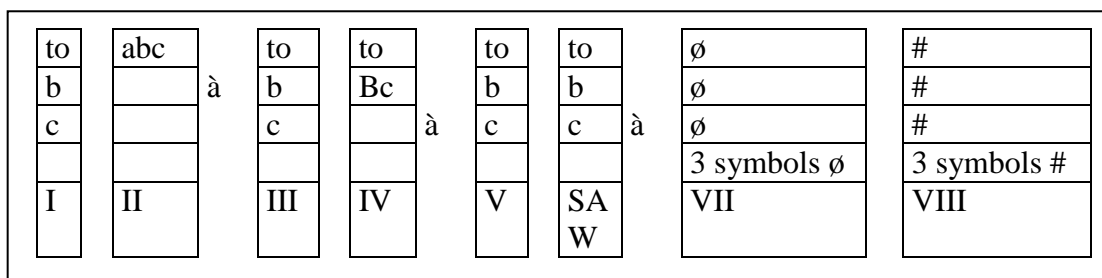 to abc to to to to ø #
b à b Bc b b ø #
c c à c c à ø #
3 symbols ø 3 symbols #
I II III IV V SA VII VIII
W